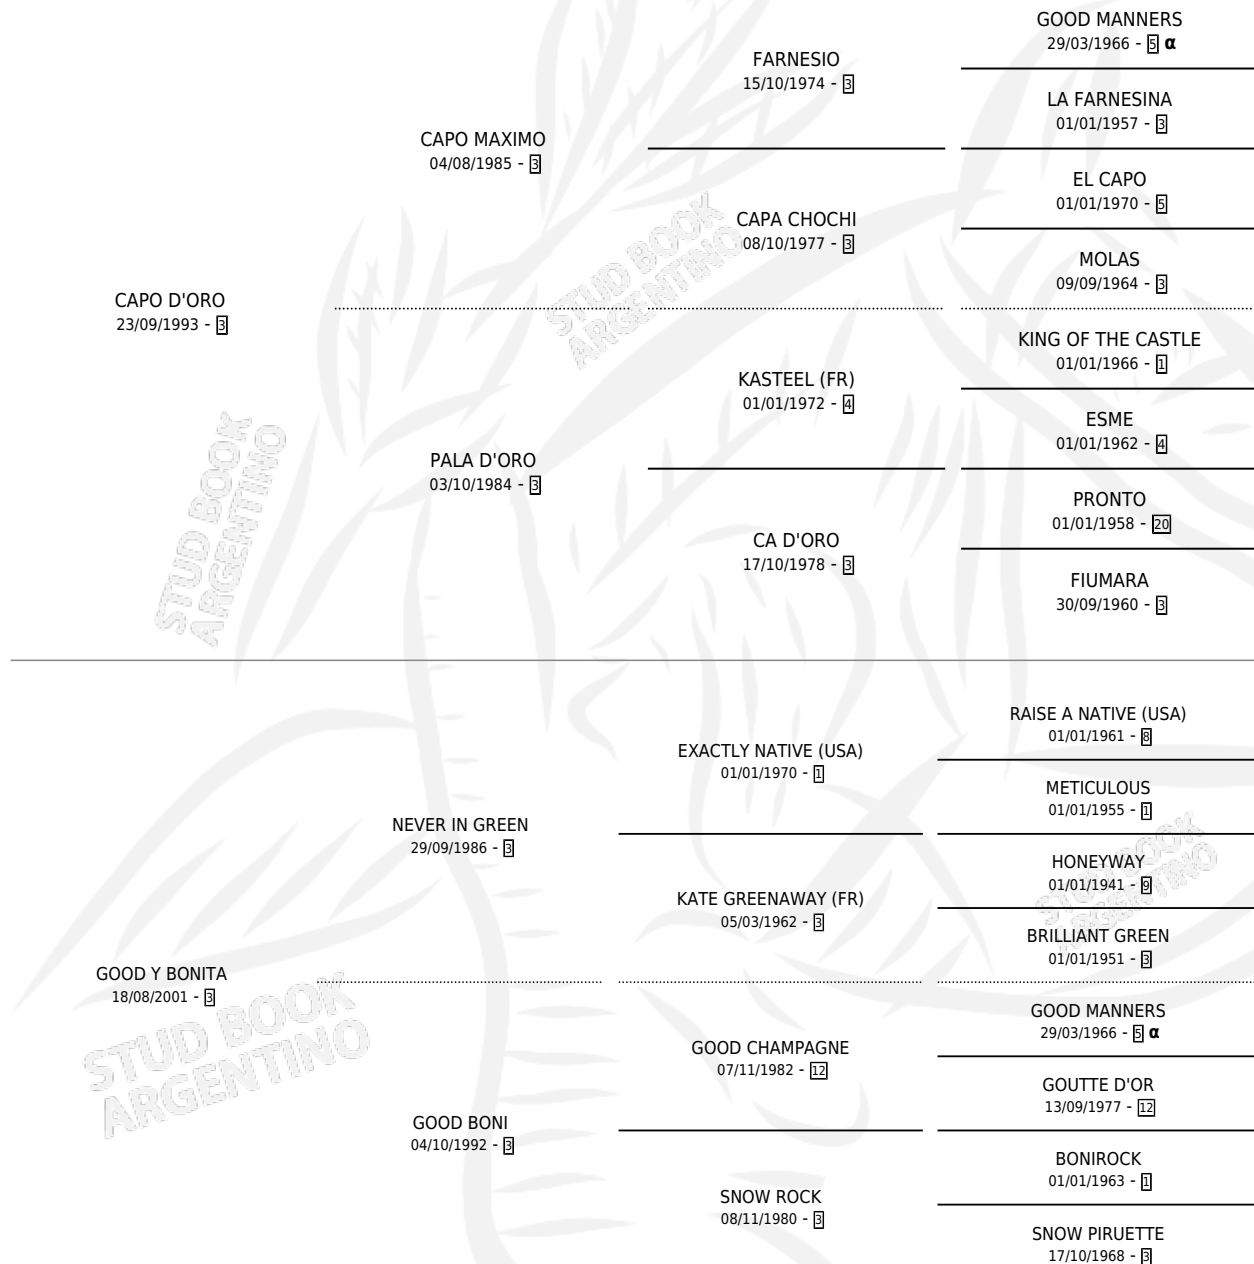 GOOD MANNERS
29/03/1966 - 5 α
FARNESIO
15/10/1974 - 3
LA FARNESINA
01/01/1957 - 3
CAPO MAXIMO
04/08/1985 - 3
EL CAPO
01/01/1970 - 5
CAPA CHOCHI
08/10/1977 - 3
MOLAS
09/09/1964 - 3
CAPO D'ORO
23/09/1993 - 3
KING OF THE CASTLE
01/01/1966 - 1
KASTEEL (FR)
01/01/1972 - 4
ESME
01/01/1962 - 4
PALA D'ORO
03/10/1984 - 3
PRONTO
01/01/1958 - 20
CA D'ORO
17/10/1978 - 3
FIUMARA
30/09/1960 - 3
RAISE A NATIVE (USA)
01/01/1961 - 8
EXACTLY NATIVE (USA)
01/01/1970 - 1
METICULOUS
01/01/1955 - 1
NEVER IN GREEN
29/09/1986 - 3
HONEYWAY
01/01/1941 - 9
KATE GREENAWAY (FR)
05/03/1962 - 3
BRILLIANT GREEN
01/01/1951 - 3
GOOD Y BONITA
18/08/2001 - 3
GOOD MANNERS
29/03/1966 - 5 α
GOOD CHAMPAGNE
07/11/1982 - 12
GOUTTE D'OR
13/09/1977 - 12
GOOD BONI
04/10/1992 - 3
BONIROCK
01/01/1963 - 1
SNOW ROCK
08/11/1980 - 3
SNOW PIRUETTE
17/10/1968 - 3
STUD BOOK
ARGENTINO
STUD BOOK
ARGENTINO
STUD BOOK
ARGENTINO
STUD BOOK
ARGENTINO